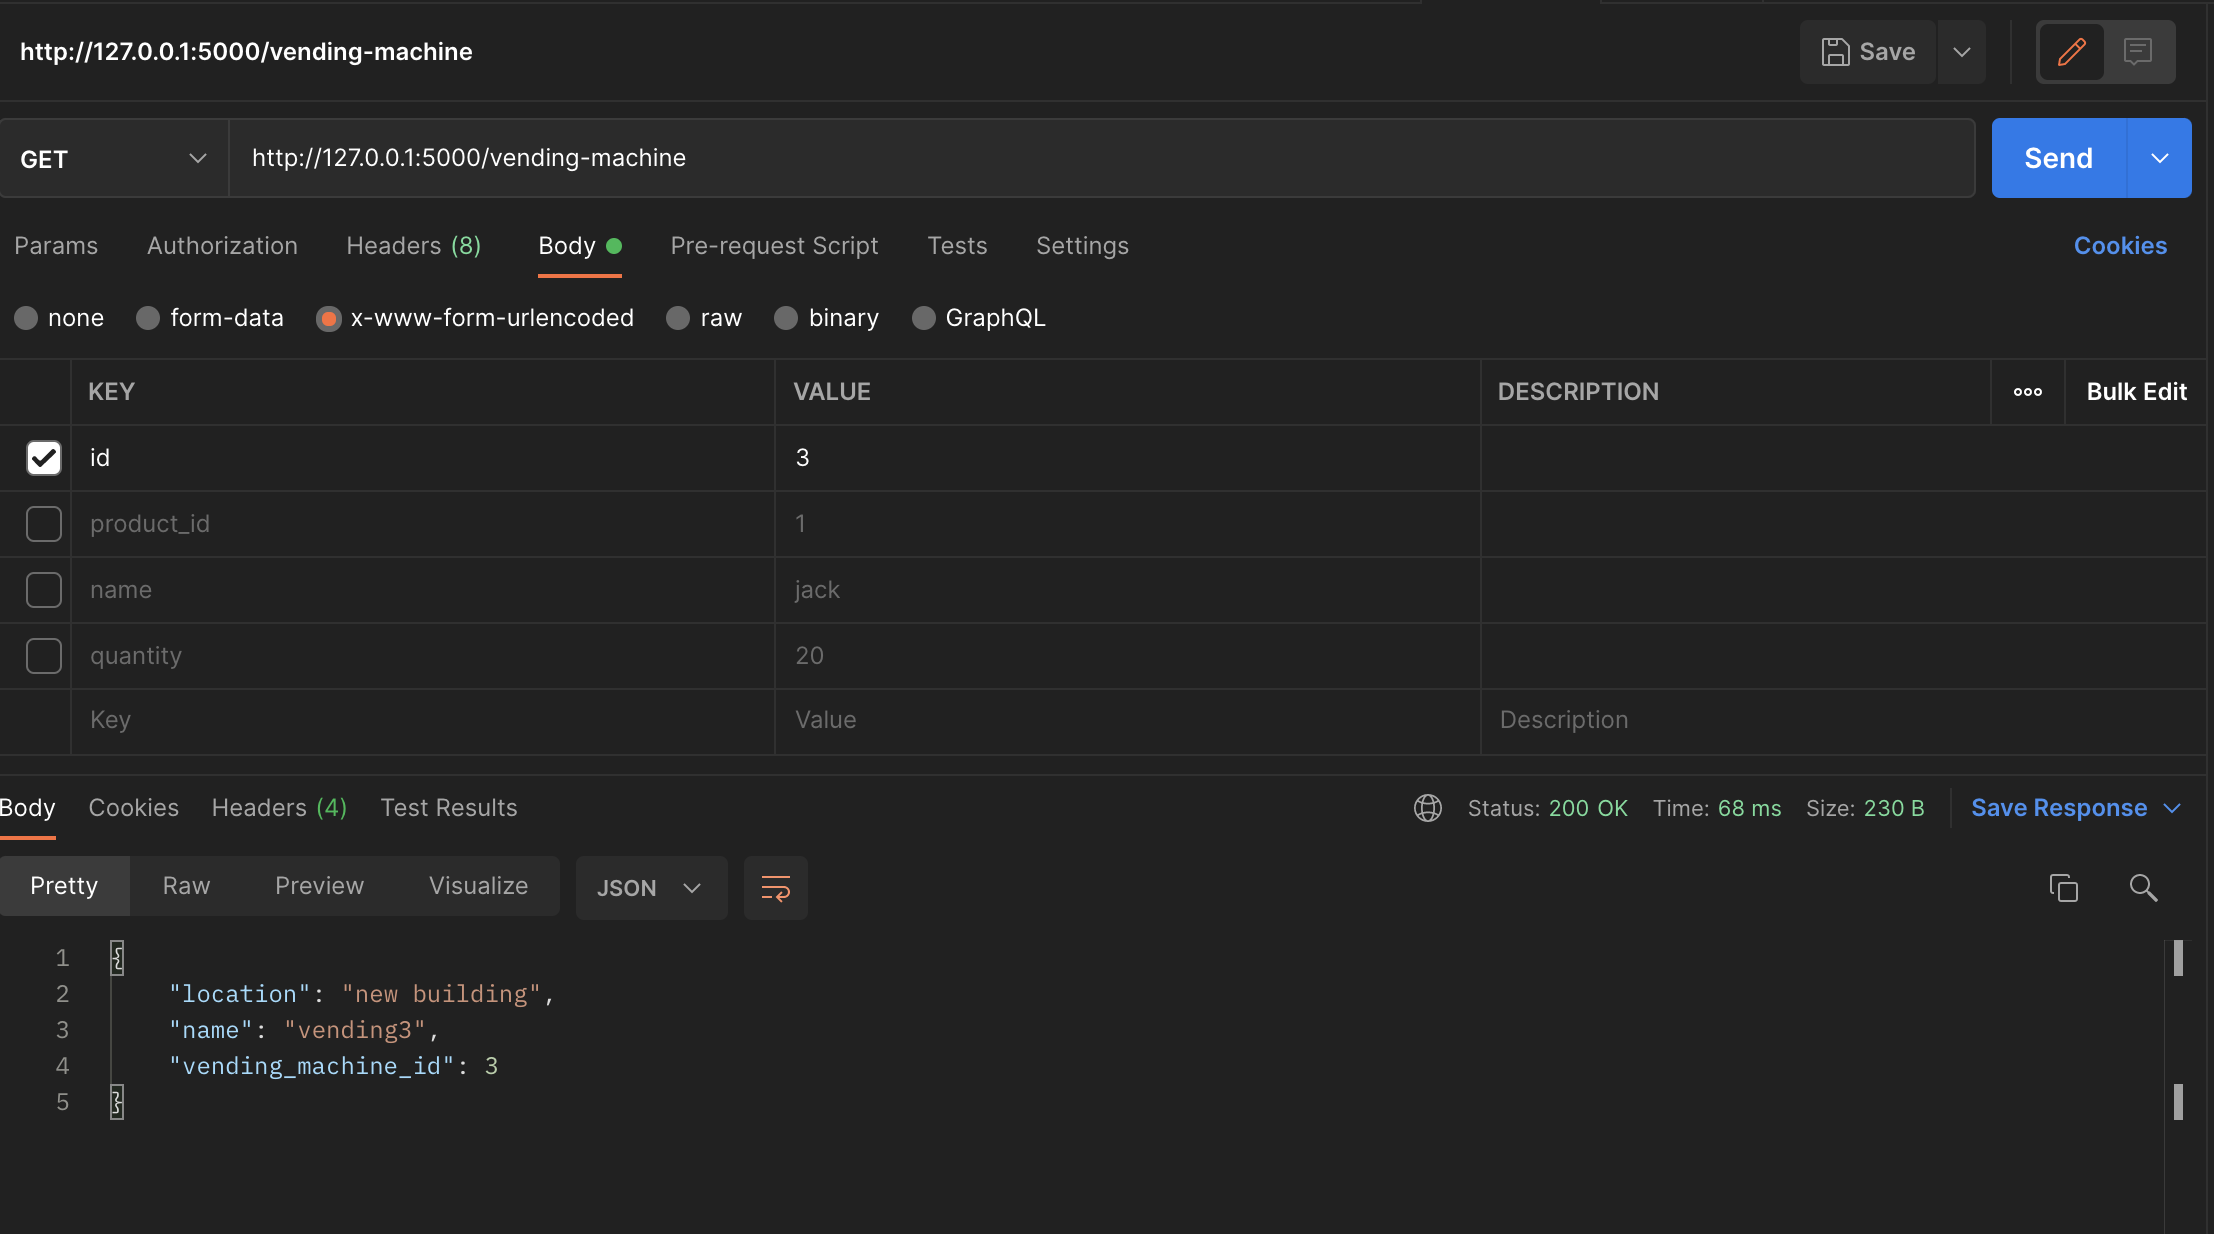 http://127.0.0.1:5000/vending-machine Save
GET http://127.0.0.1:5000/vending-machine Send
Params Authorization Headers (8) Body Pre-request Script Tests Settings Cookies
none form-data x-www-form-urlencoded raw binary GraphQL
KEY VALUE DESCRIPTION ooo Bulk Edit
id 3
product_id 1
name jack
quantity 20
Key Value Description
Body Cookies Headers (4) Test Results Status: 200 OK Time: 68 ms Size: 230 B Save Response
Pretty Raw Preview Visualize JSON
1 {
2 "location": "new building",
3 "name": "vending3",
4 "vending_machine_id": 3
5 }